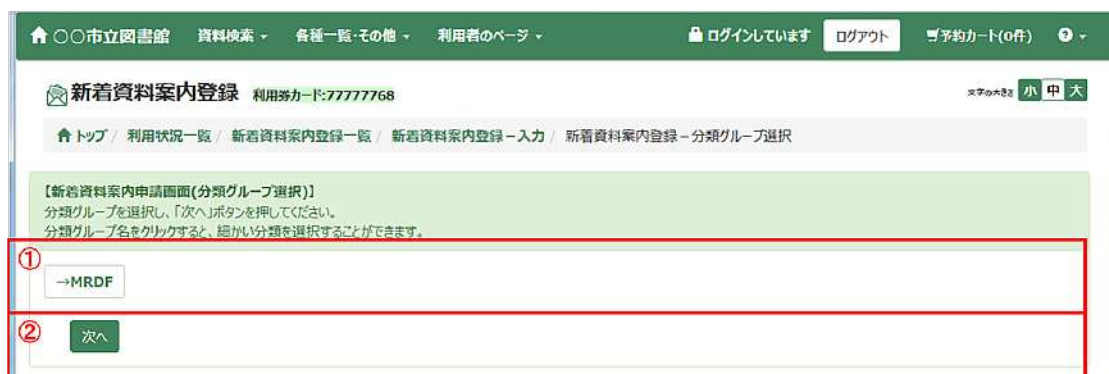 〇〇市立図書館 資料検索 各種一覧・その他 利用者のページ ログインしています ログアウト 予約カート(0件)
新着資料案内登録 利用券カード:77777768 文字の大きさ 小 中 大
トップ / 利用状況一覧 / 新着資料案内登録一覧 / 新着資料案内登録－入力 / 新着資料案内登録－分類グループ選択
【新着資料案内申請画面(分類グループ選択)】
分類グループを選択し、「次へ」ボタンを押してください。
分類グループ名をクリックすると、細かい分類を選択することができます。
①
→MRDF
② 次へ